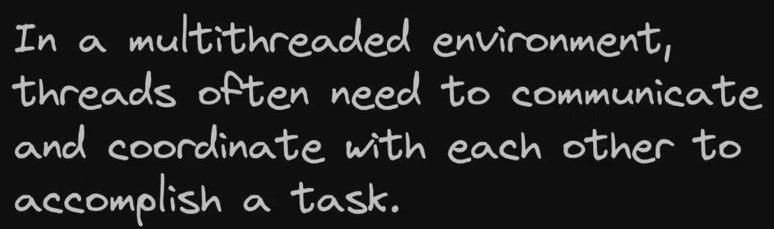 In a multithreaded environment,
threads often need to communicate
and coordinate with each other to
accomplish a task.